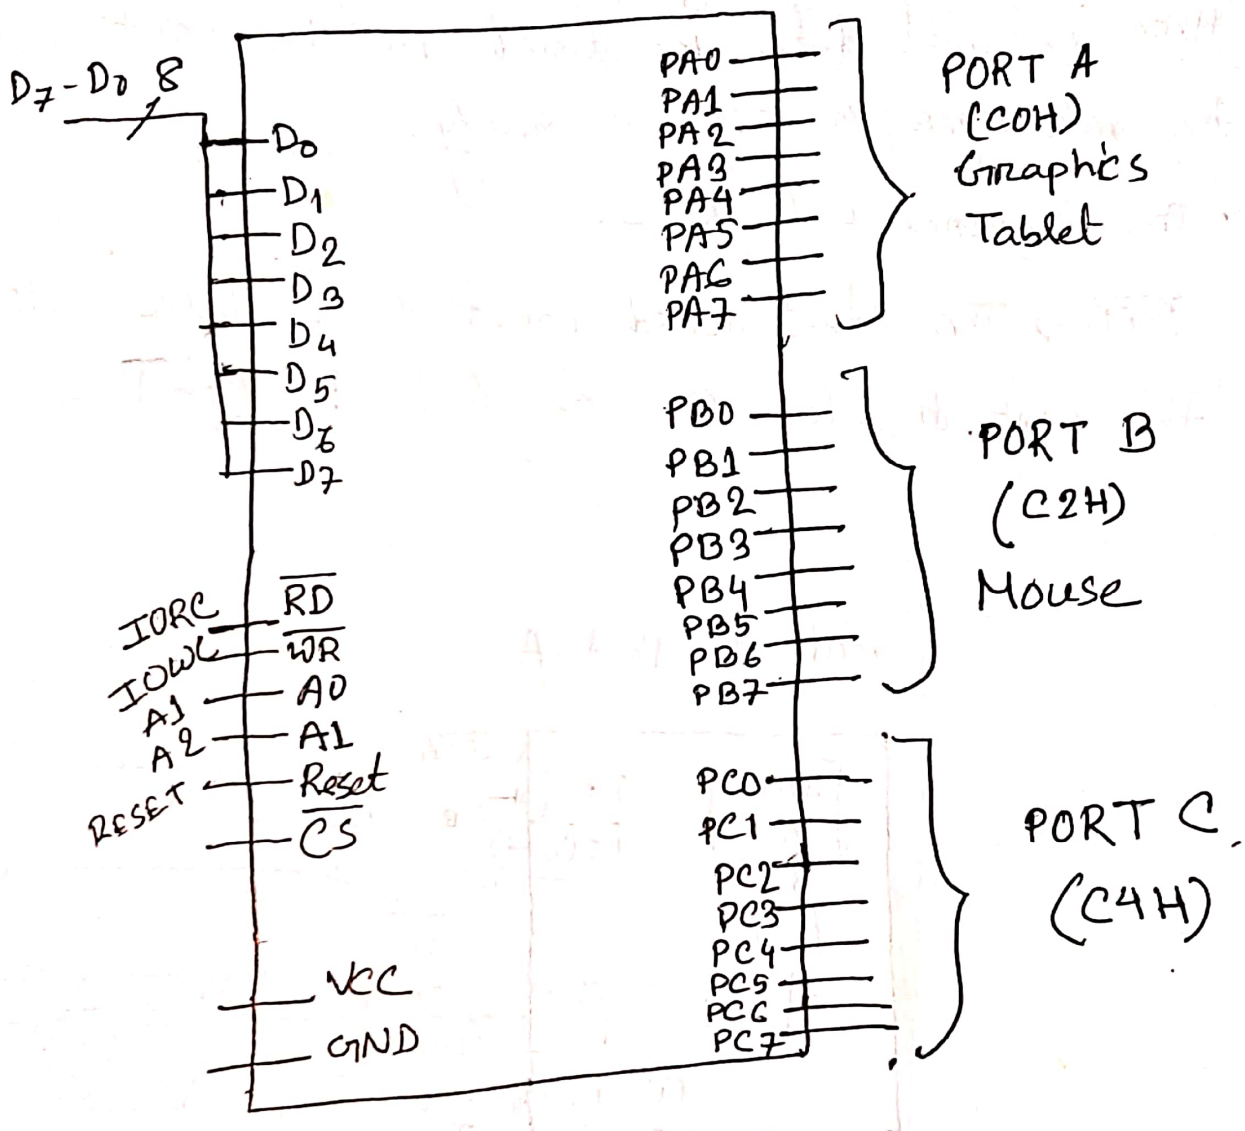 D7-D0 8
D0
D1
D2
D3
D4
D5
D6
D7
IORC
IOWC
A1
A2
RESET
RD
WR
A0
A1
Reset
CS
VCC
GND
PA0
PA1
PA2
PA3
PA4
PA5
PA6
PA7
PORT A
(C0H)
Graphics
Tablet
PB0
PB1
PB2
PB3
PB4
PB5
PB6
PB7
PORT B
(C2H)
Mouse
PC0
PC1
PC2
PC3
PC4
PC5
PC6
PC7
PORT C
(C4H)